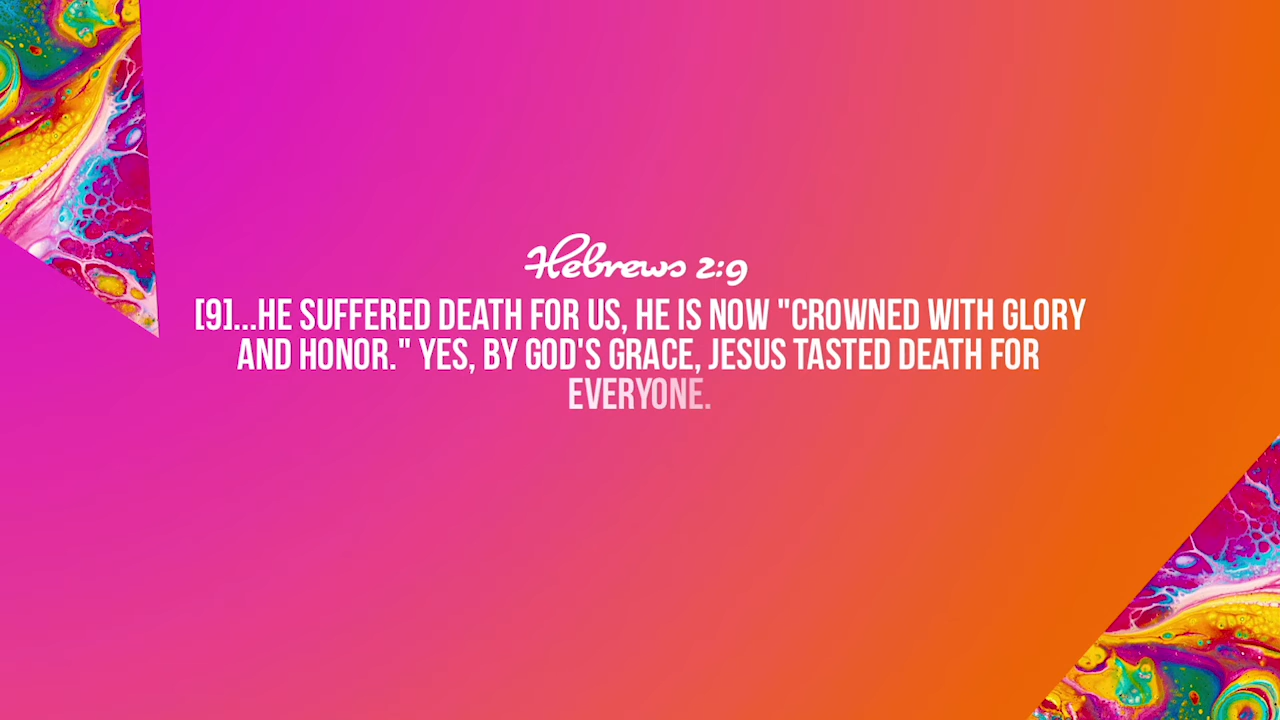 Hebrews 2:9
[9]...HE SUFFERED DEATH FOR US, HE IS NOW "CROWNED WITH GLORY
AND HONOR." YES, BY GOD'S GRACE, JESUS TASTED DEATH FOR
EVERYONE.